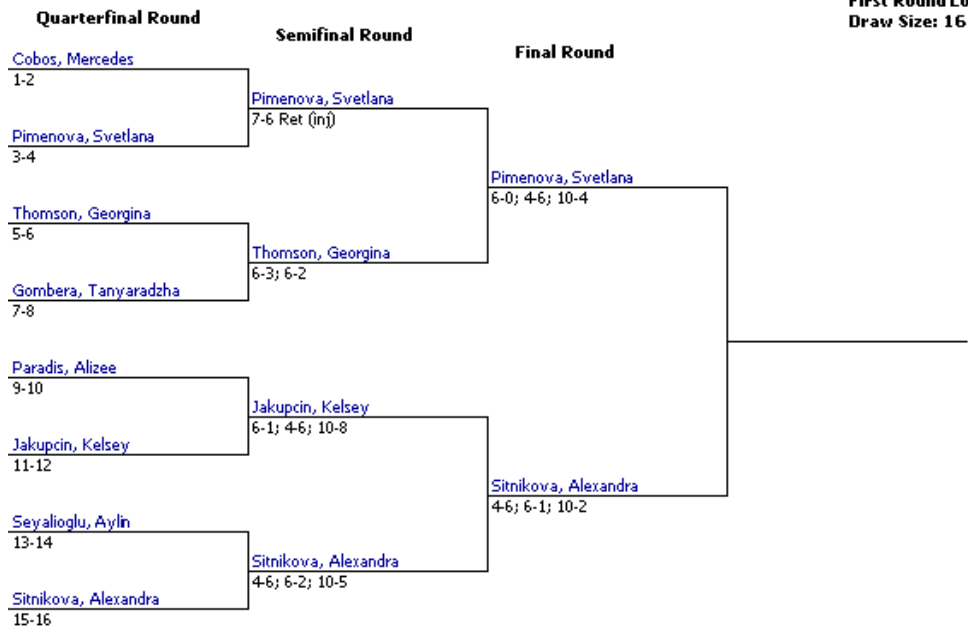 First Round Lo
Draw Size: 16
Quarterfinal Round
Semifinal Round
Final Round
Cobos, Mercedes
1-2
Pimenova, Svetlana
7-6 Ret (inj)
Pimenova, Svetlana
3-4
Pimenova, Svetlana
6-0; 4-6; 10-4
Thomson, Georgina
5-6
Thomson, Georgina
6-3; 6-2
Gombera, Tanyaradzha
7-8
Paradis, Alizee
9-10
Jakupcin, Kelsey
6-1; 4-6; 10-8
Jakupcin, Kelsey
11-12
Sitnikova, Alexandra
4-6; 6-1; 10-2
Seyalioglu, Aylin
13-14
Sitnikova, Alexandra
4-6; 6-2; 10-5
Sitnikova, Alexandra
15-16